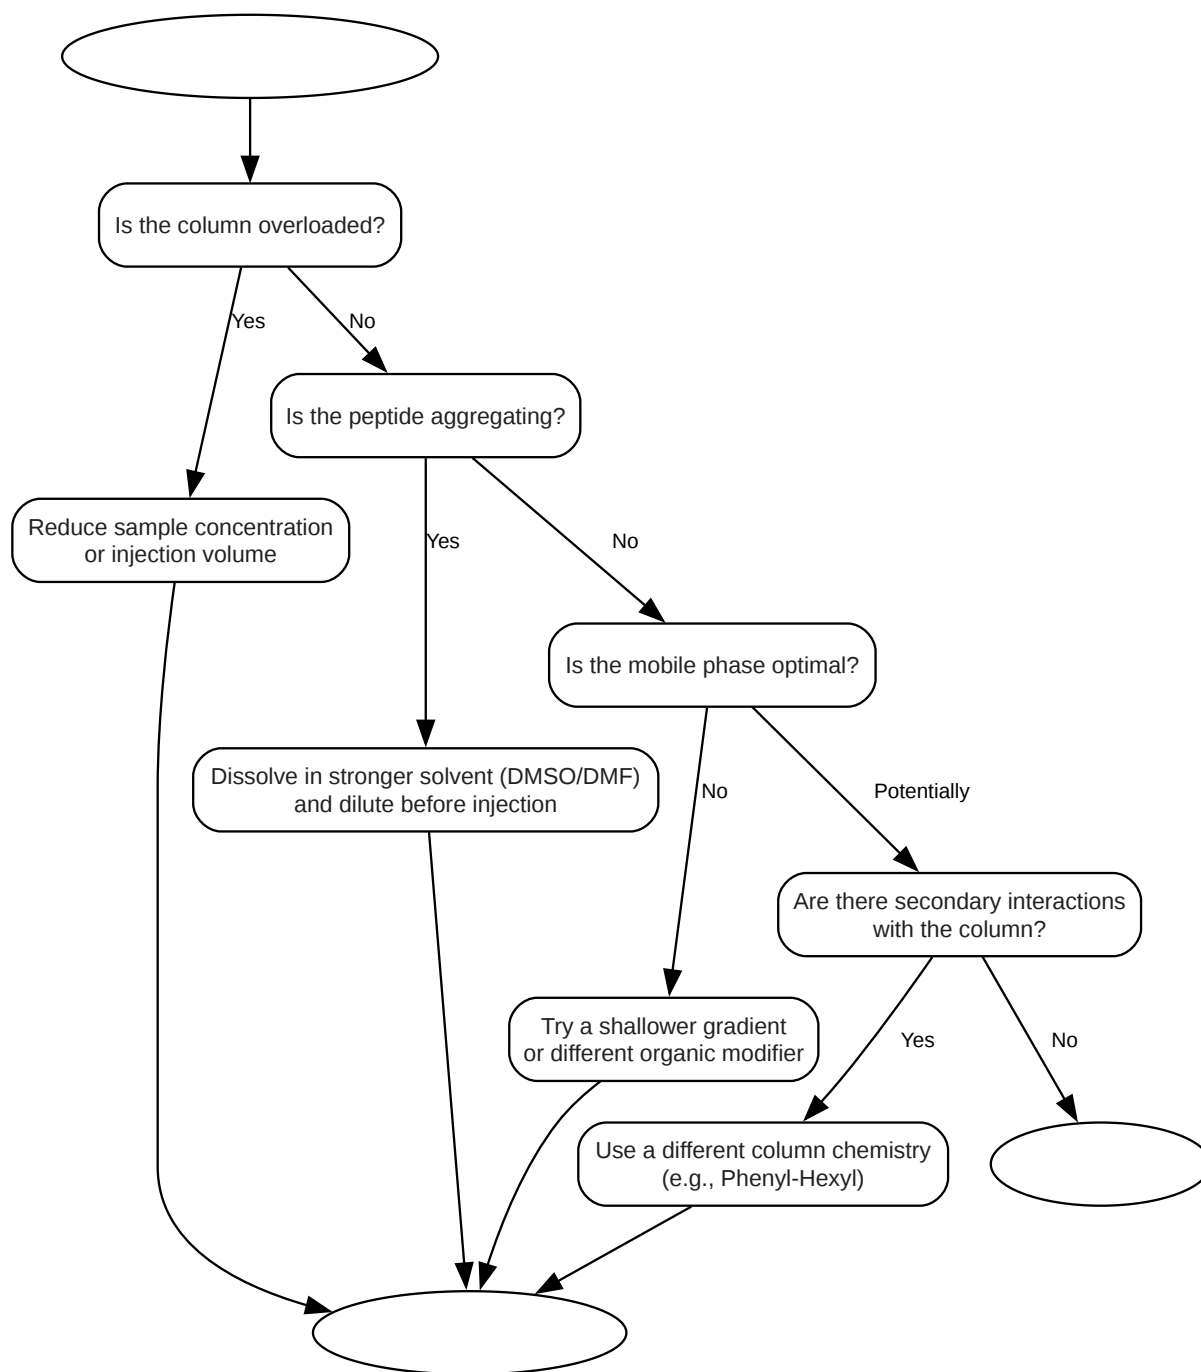 Is the column overloaded?
Yes
No
Is the peptide aggregating?
Reduce sample concentration
or injection volume
Yes
No
Is the mobile phase optimal?
Dissolve in stronger solvent (DMSO/DMF)
and dilute before injection
No
Potentially
Are there secondary interactions
with the column?
Try a shallower gradient
or different organic modifier
Yes
No
Use a different column chemistry
(e.g., Phenyl-Hexyl)